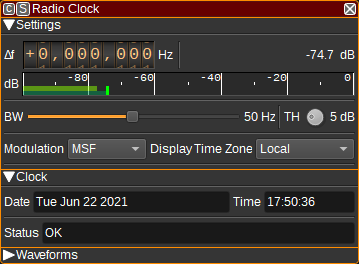 C S Radio Clock
Settings
Δf +0,000,000 Hz -74.7 dB
dB -80 -60 -40 -20 0
BW 50 Hz TH 5 dB
Modulation MSF Display Time Zone Local
Clock
Date Tue Jun 22 2021 Time 17:50:36
Status OK
Waveforms